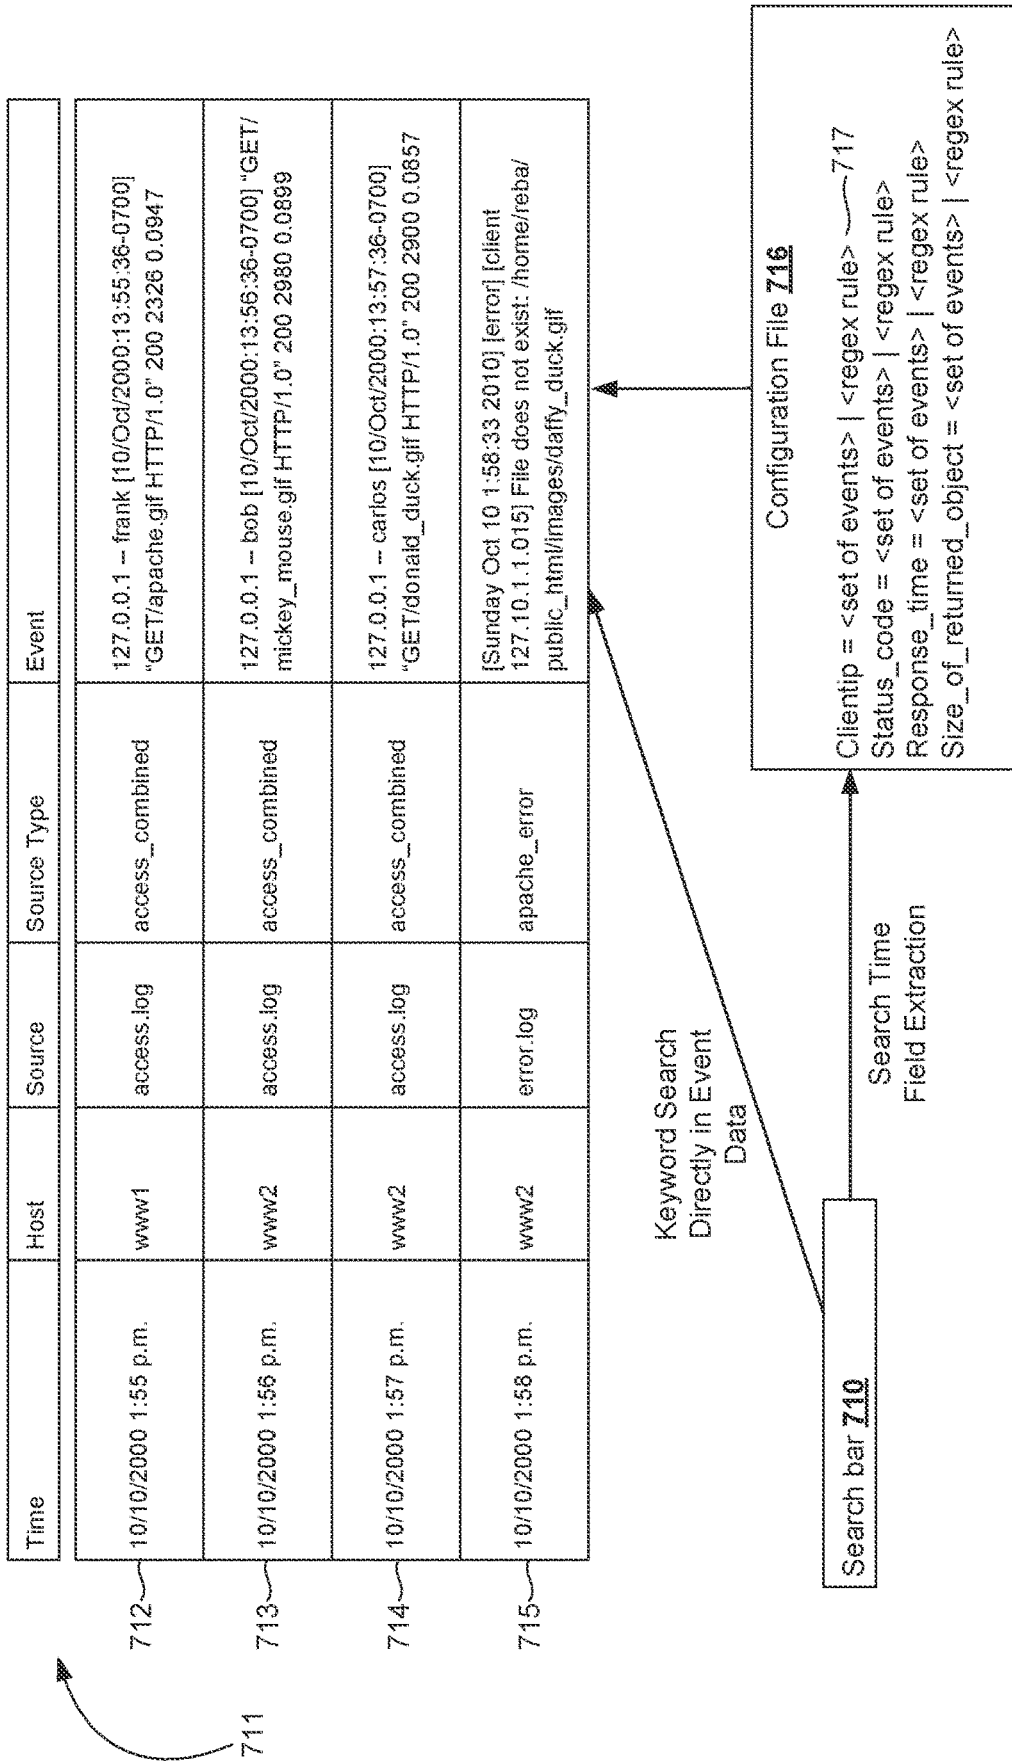 Time Host Source Source Type Event
712 10/10/2000 1:55 p.m. www1 access.log access_combined 127.0.0.1 – frank [10/Oct/2000:13:55:36-0700]
"GET/apache.gif HTTP/1.0" 200 2326 0.0947
713 10/10/2000 1:56 p.m. www2 access.log access_combined 127.0.0.1 – bob [10/Oct/2000:13:56:36-0700] "GET/
mickey_mouse.gif HTTP/1.0" 200 2980 0.0899
714 10/10/2000 1:57 p.m. www2 access.log access_combined 127.0.0.1 – carlos [10/Oct/2000:13:57:36-0700]
"GET/donald_duck.gif HTTP/1.0" 200 2900 0.0857
715 10/10/2000 1:58 p.m. www2 error.log apache_error [Sunday Oct 10 1:58:33 2010] [error] [client
127.10.1.1.015] File does not exist: /home/reba/
public_html/images/daffy_duck.gif
711
Keyword Search
Directly in Event
Data
Search bar 710
Search Time
Field Extraction
Configuration File 716
Clientip = <set of events> | <regex rule> 717
Status_code = <set of events> | <regex rule>
Response_time = <set of events> | <regex rule>
Size_of_returned_object = <set of events> | <regex rule>